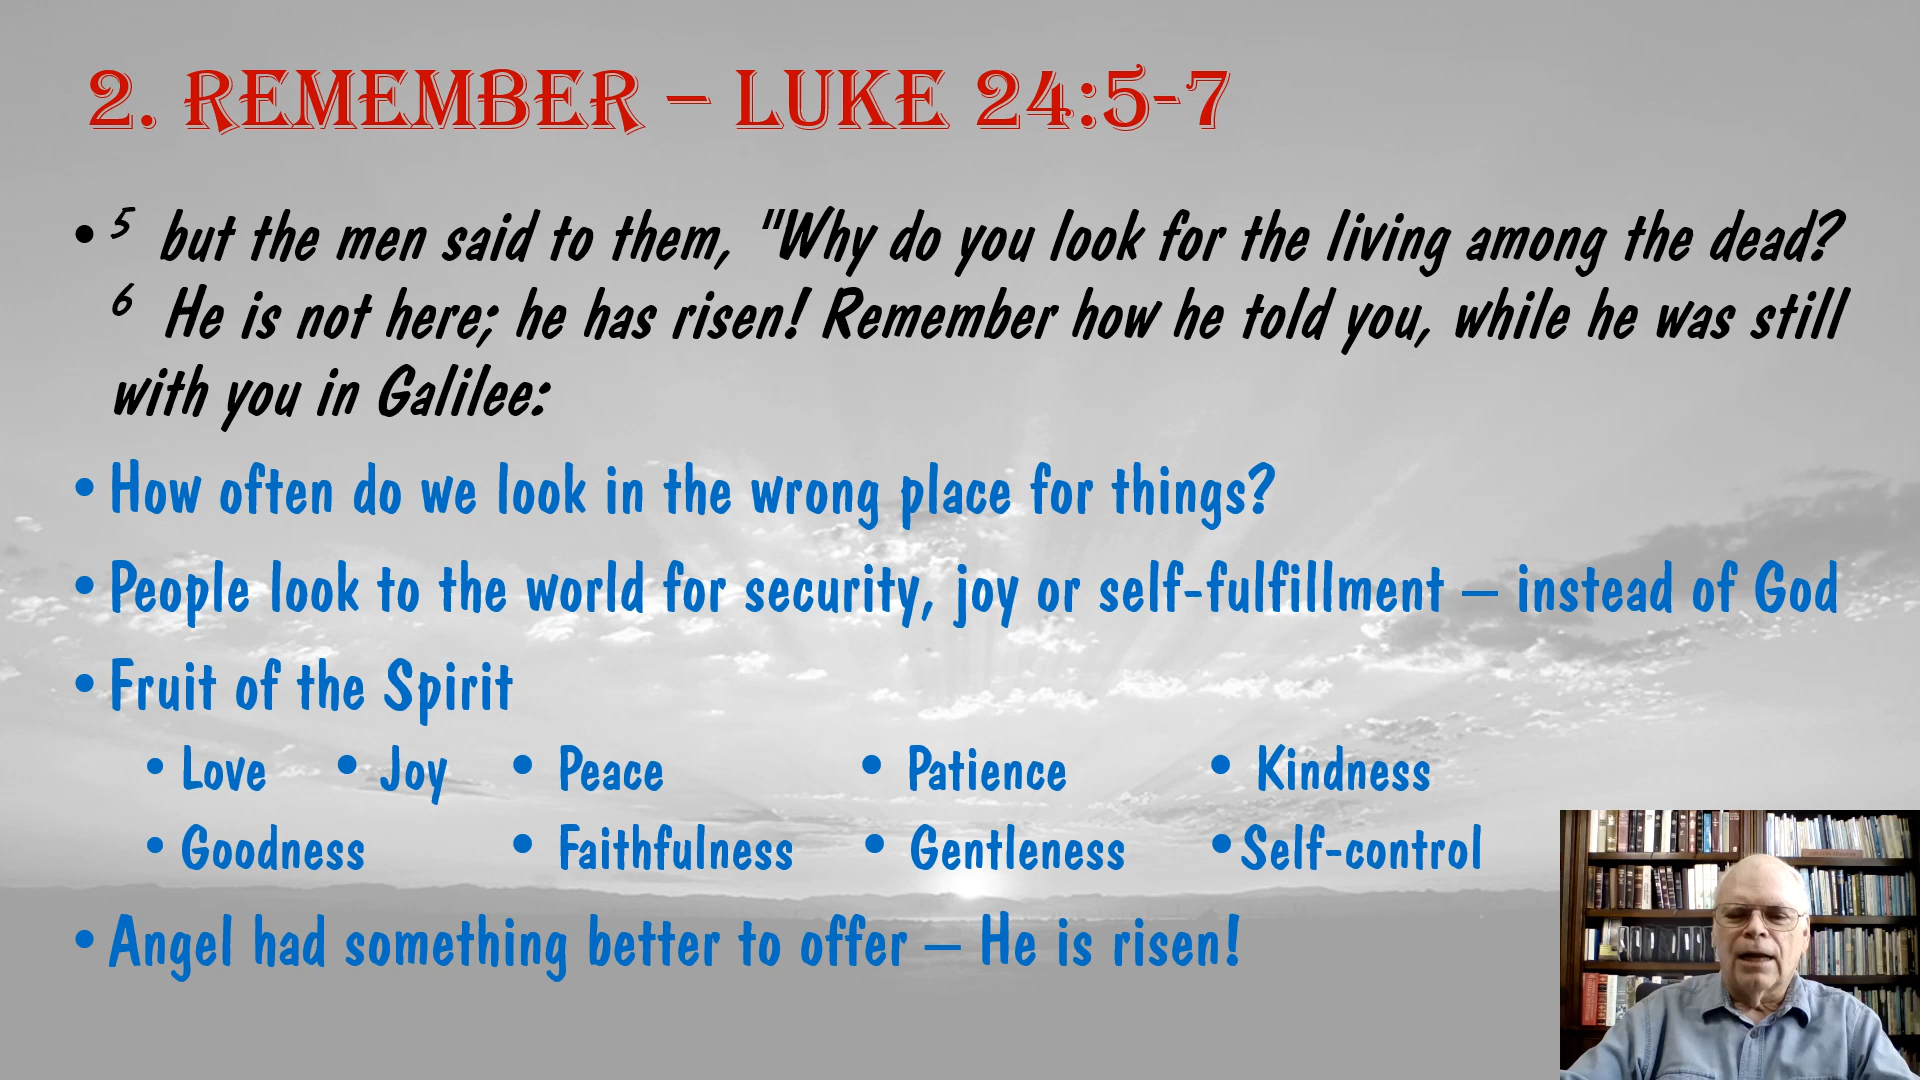 2. REMEMBER – LUKE 24:5-7
• 5 but the men said to them, "Why do you look for the living among the dead?
6 He is not here; he has risen! Remember how he told you, while he was still
with you in Galilee:
• How often do we look in the wrong place for things?
• People look to the world for security, joy or self-fulfillment – instead of God
• Fruit of the Spirit
• Love • Joy • Peace • Patience • Kindness
• Goodness • Faithfulness • Gentleness • Self-control
• Angel had something better to offer – He is risen!